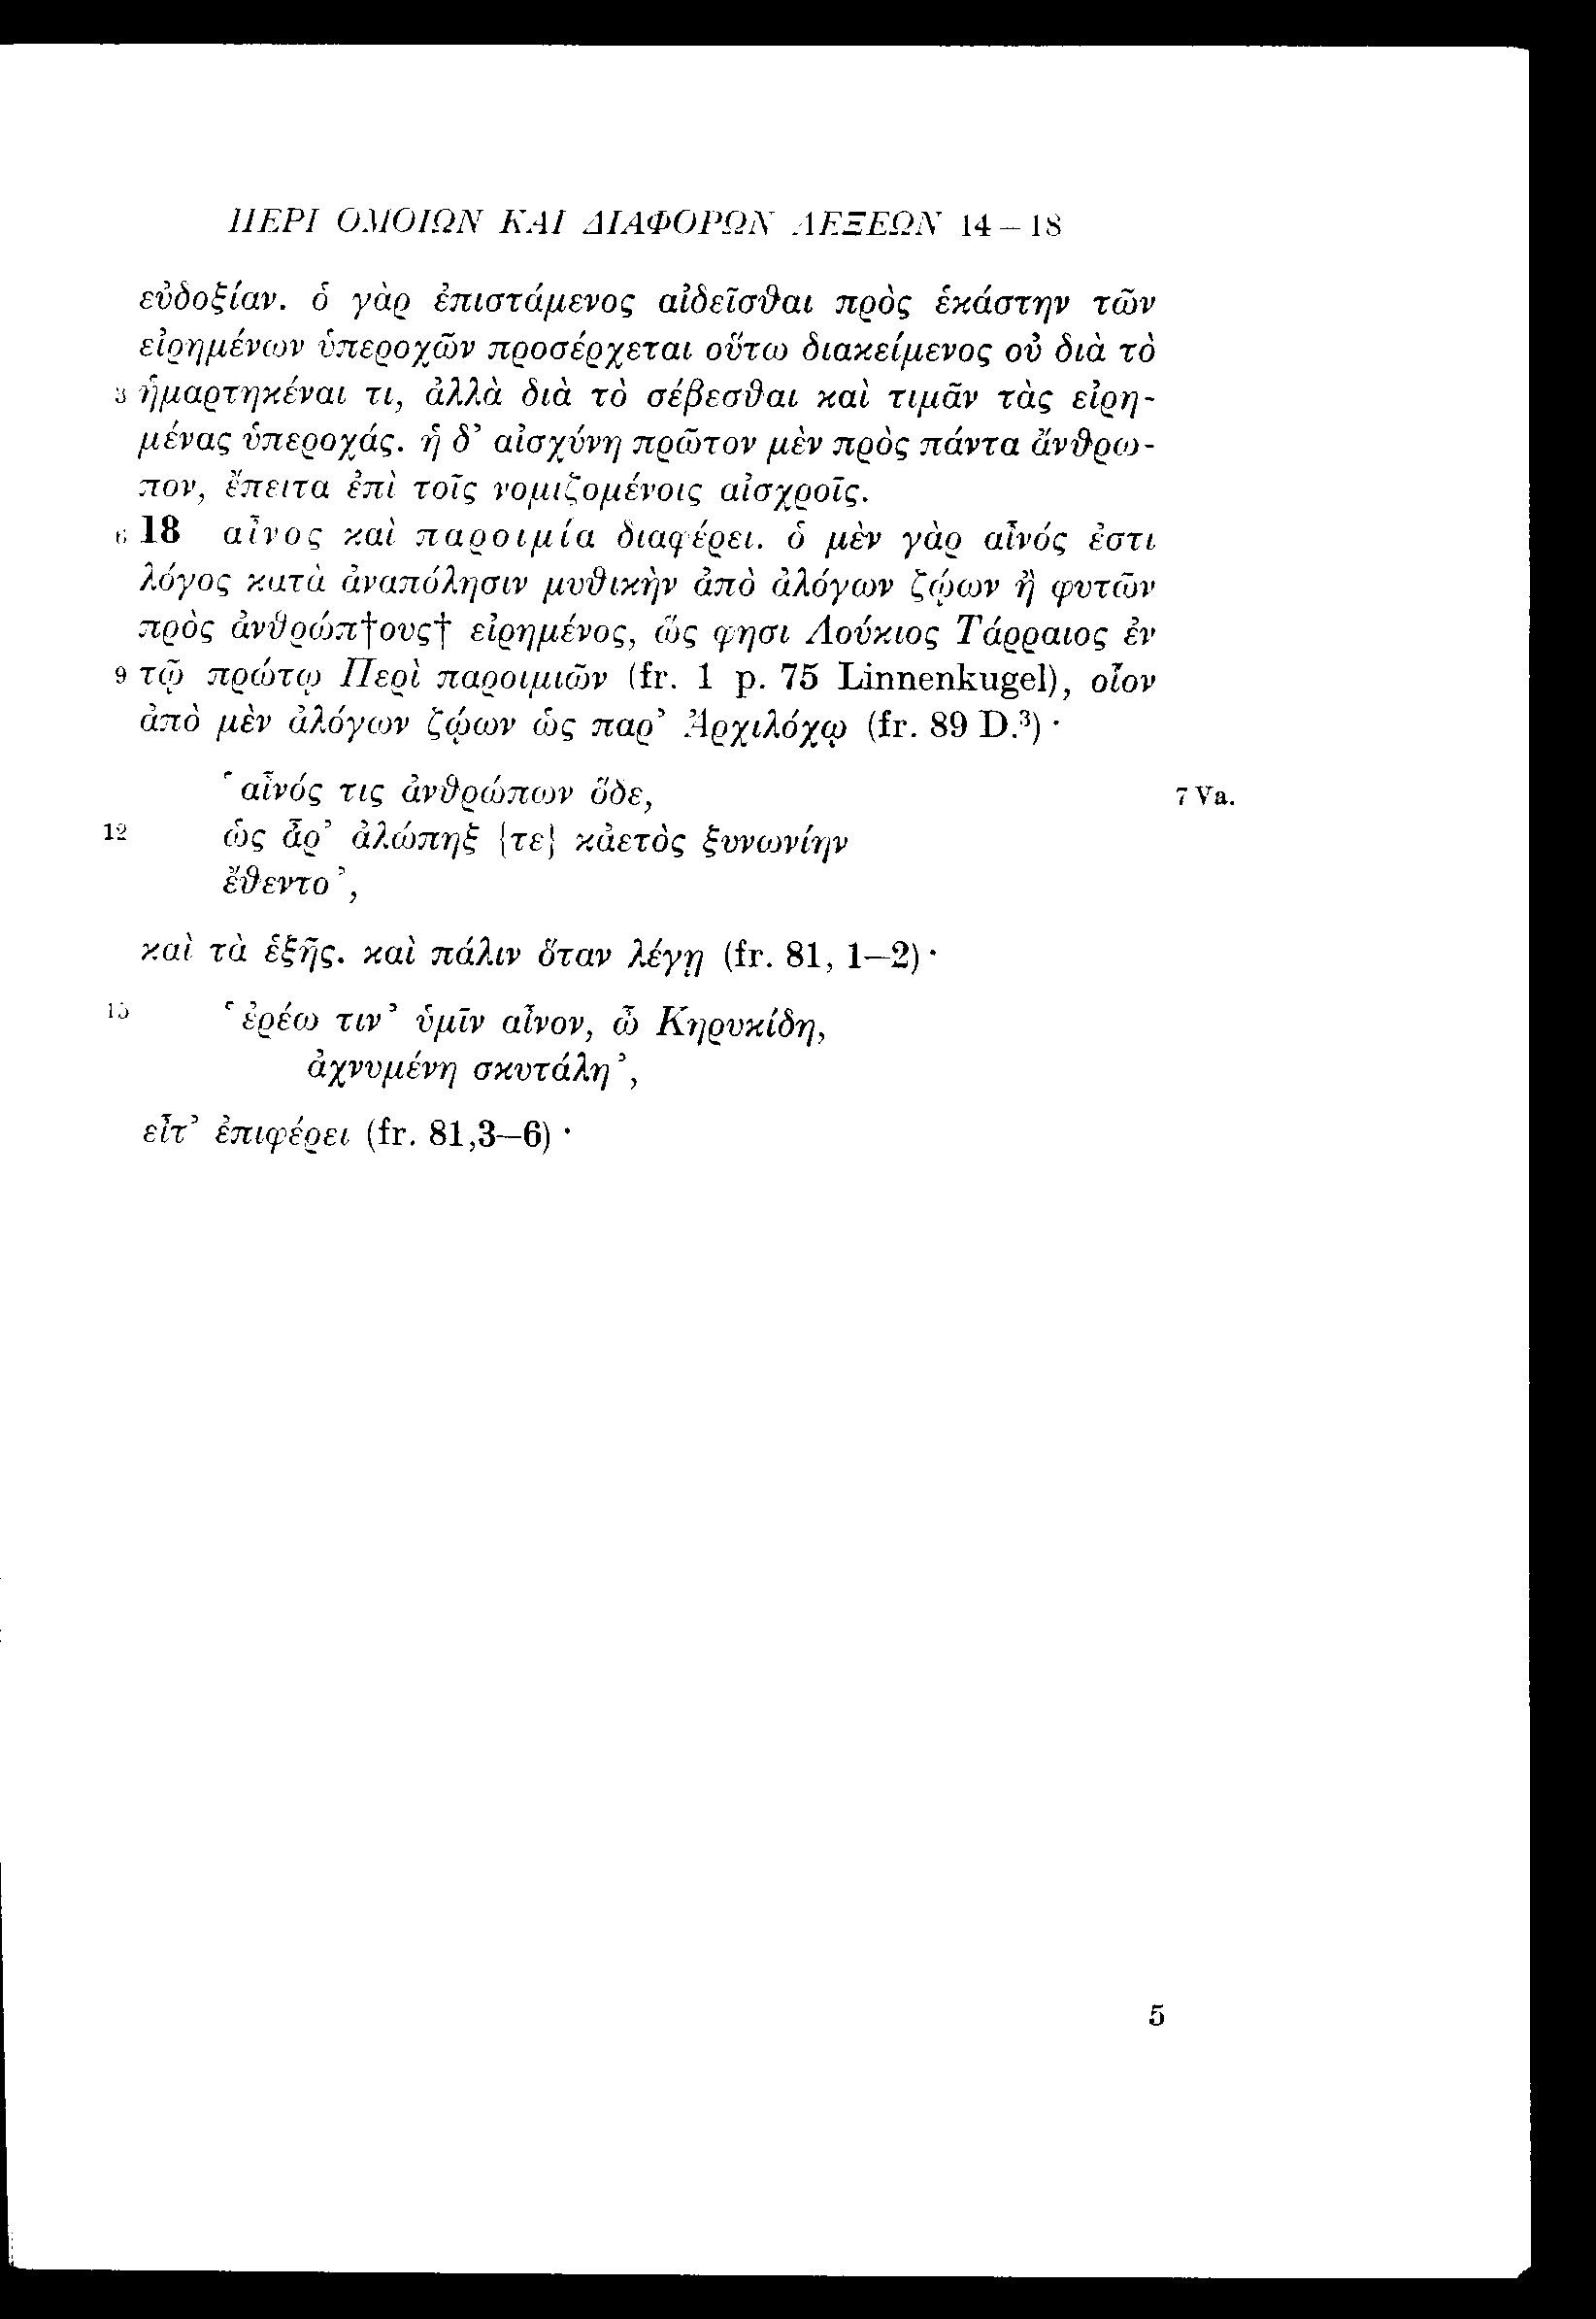 ΠΕΡΙ ΟΜΟΙΩΝ ΚΑΙ ΔΙΑΦΟΡΩΝ ΛΕΞΕΩΝ 14–18
εὐδοξίαν. ὁ γὰρ ἐπιστάμενος αἰδεῖσθαι πρὸς ἑκάστην τῶν
εἰρημένων ὑπεροχῶν προσέρχεται οὕτω διακείμενος οὐ διὰ τὸ
3 ἡμαρτηκέναι τι, ἀλλὰ διὰ τὸ σέβεσθαι καὶ τιμᾶν τὰς εἰρη-
μένας ὑπεροχάς. ἡ δ’ αἰσχύνη πρῶτον μὲν πρὸς πάντα ἄνθρω-
πον, ἔπειτα ἐπὶ τοῖς νομιζομένοις αἰσχροῖς.
6 18 αἶνος καὶ παροιμία διαφέρει. ὁ μὲν γὰρ αἶνός ἐστι
λόγος κατὰ ἀναπόλησιν μυθικὴν ἀπὸ ἀλόγων ζῴων ἢ φυτῶν
πρὸς ἀνθρώπ†ους† εἰρημένος, ὥς φησι Λούκιος Τάρραιος ἐν
9 τῷ πρώτῳ Περὶ παροιμιῶν (fr. 1 p. 75 Linnenkugel), οἷον
ἀπὸ μὲν ἀλόγων ζῴων ὡς παρ’ Ἀρχιλόχῳ (fr. 89 D.³) ·
‘αἶνός τις ἀνθρώπων ὅδε, 7 Va.
12 ὡς ἆρ’ ἀλώπηξ {τε} κἀετὸς ξυνωνίην
ἔθεντο’,
καὶ τὰ ἑξῆς. καὶ πάλιν ὅταν λέγῃ (fr. 81, 1–2) ·
15 ‘ἐρέω τιν’ ὑμῖν αἶνον, ὦ Κηρυκίδη,
ἀχνυμένη σκυτάλη’,
εἶτ’ ἐπιφέρει (fr. 81,3–6) ·
5